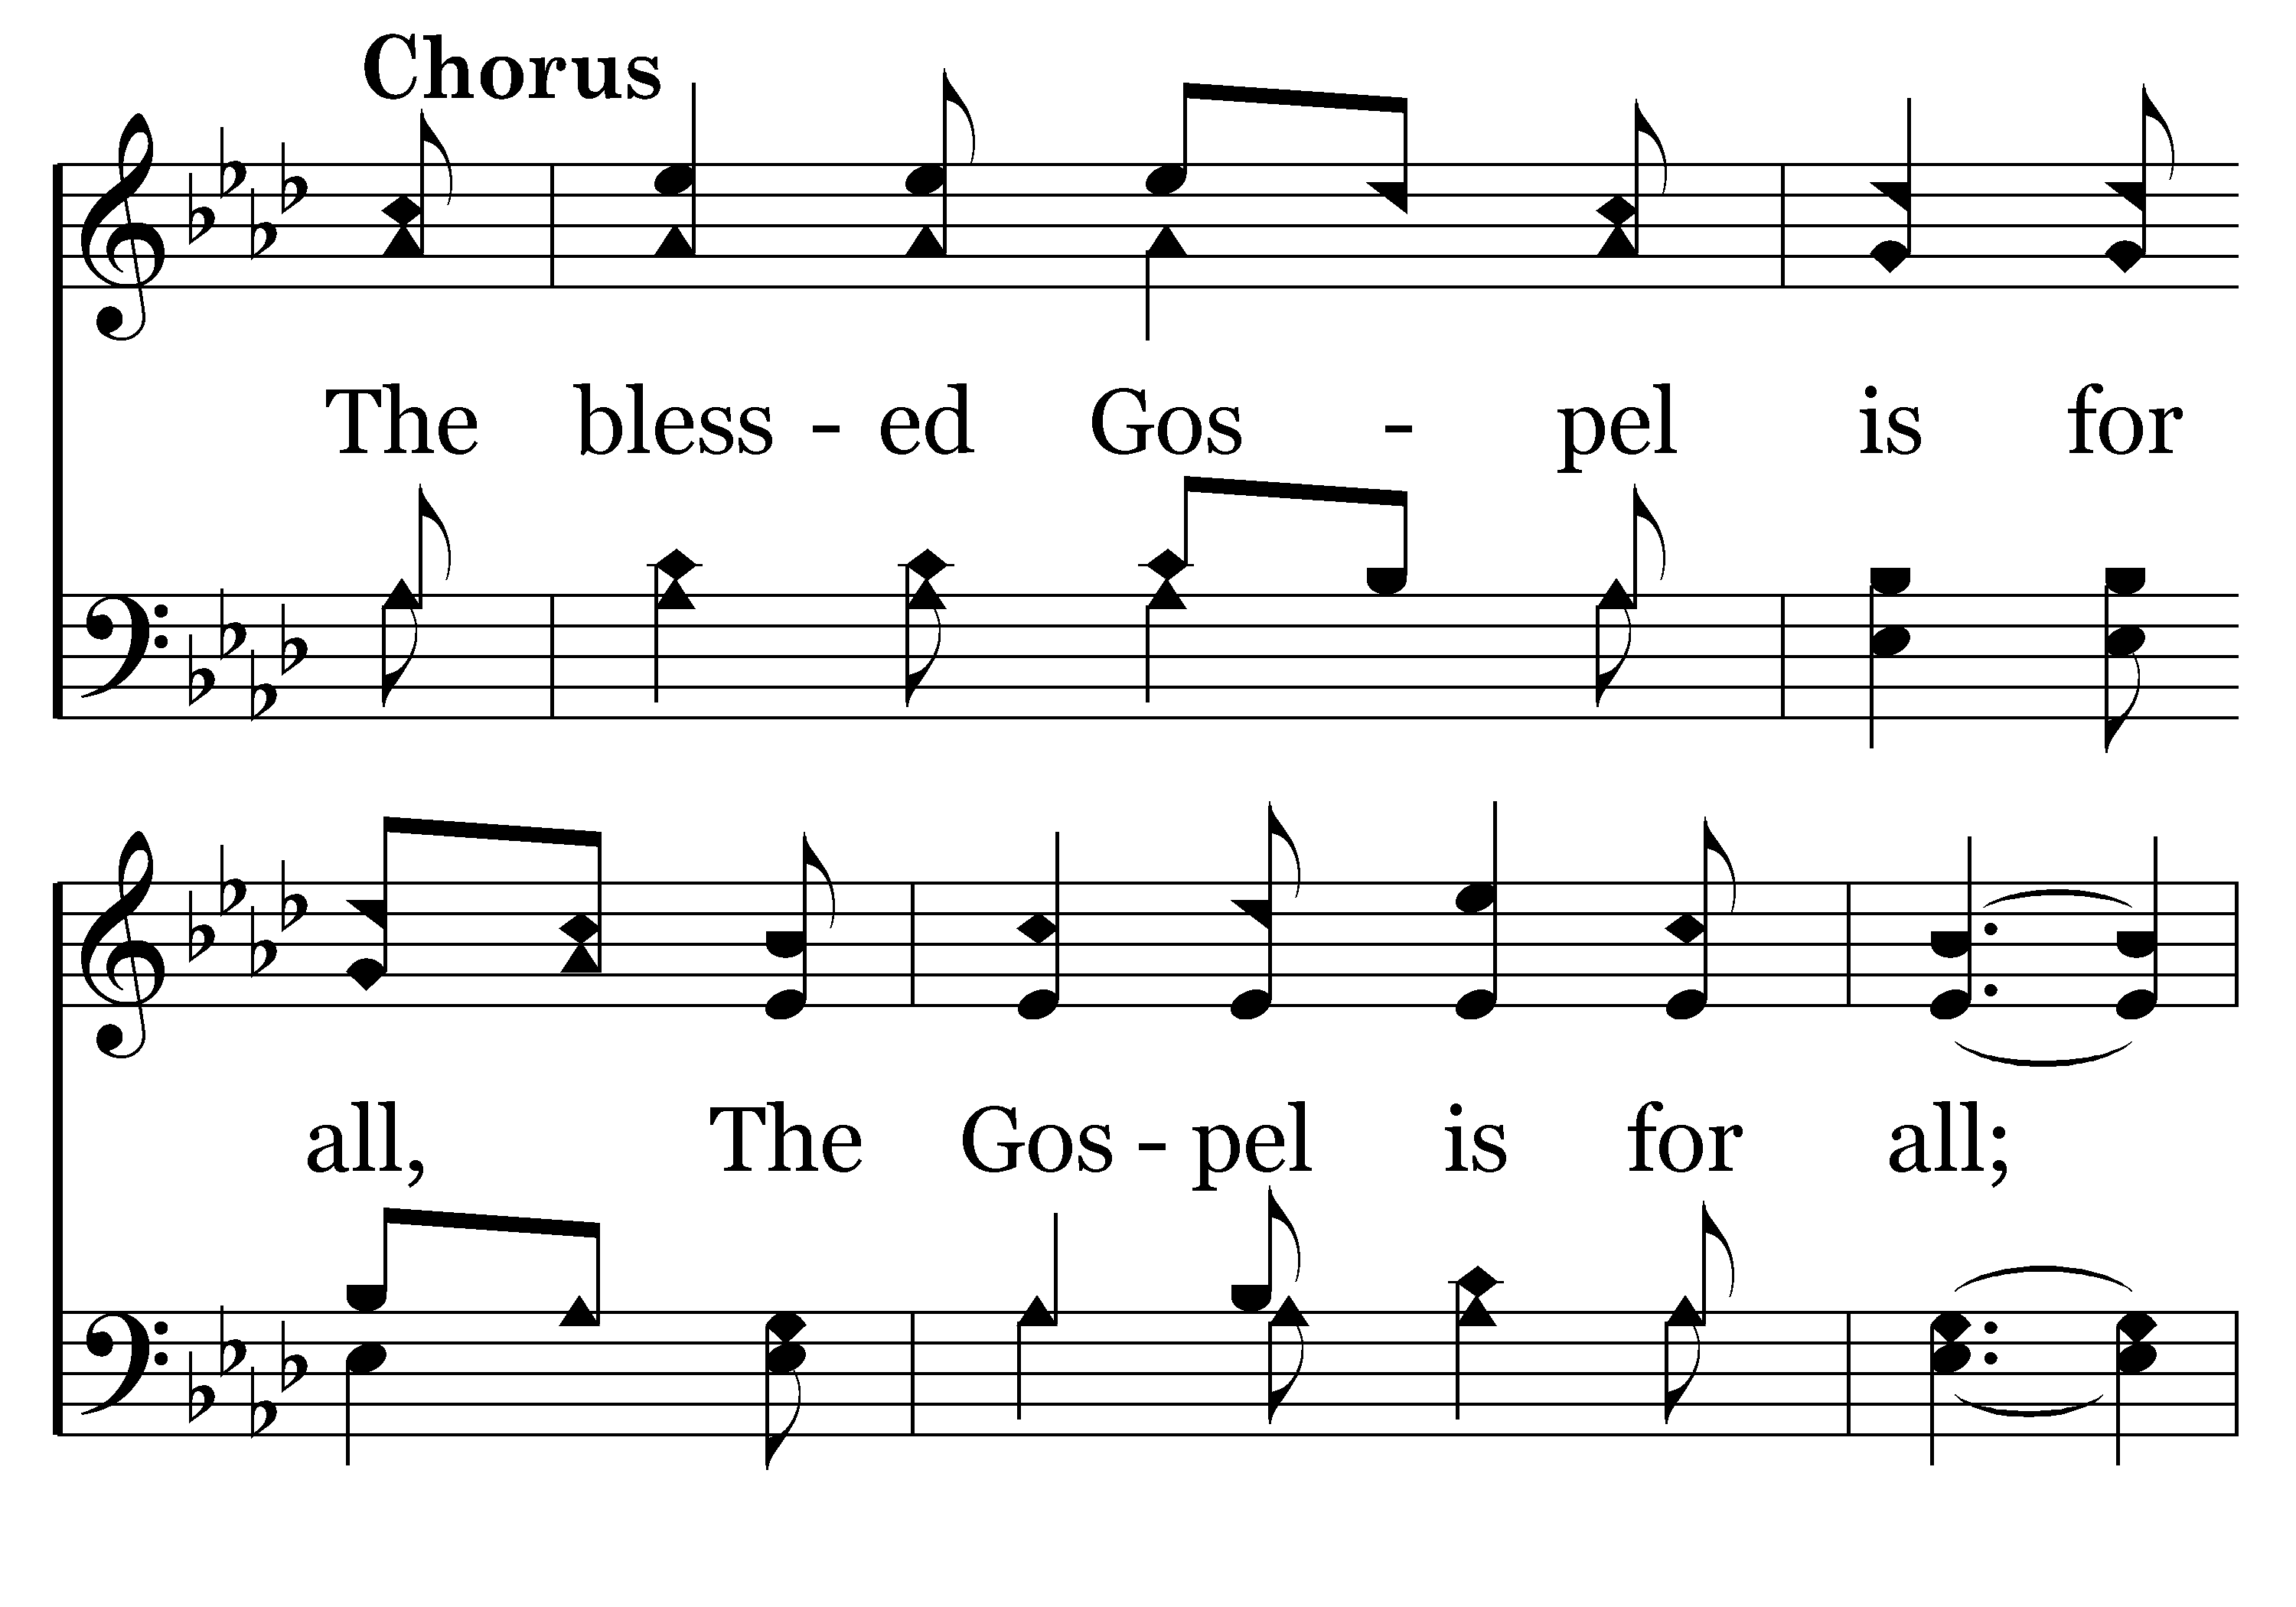 Chorus
The bless - ed Gos - pel is for
all, The Gos - pel is for all;